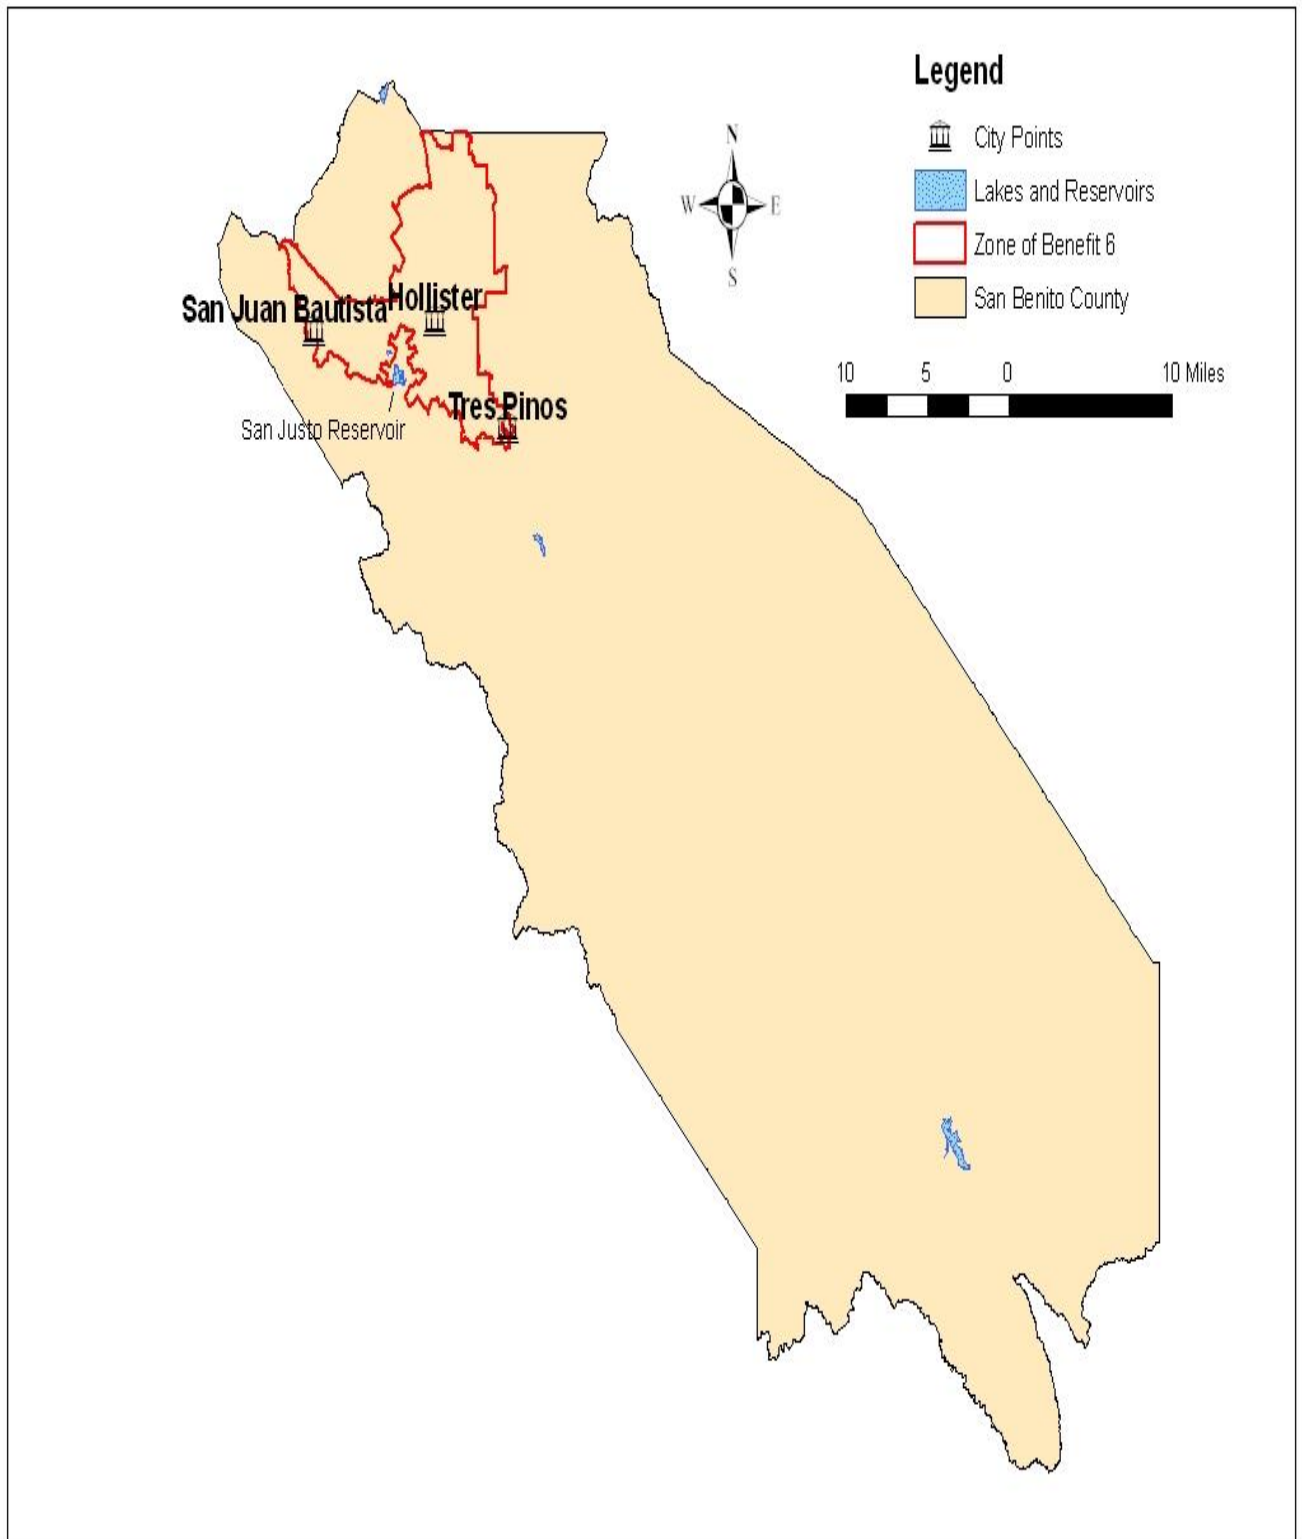 Legend
N
City Points
Lakes and Reservoirs
W
E
Zone of Benefit 6
S
San Benito County
San Juan Bautista
Hollister
10 5 0 10 Miles
Tres Pinos
San Justo Reservoir